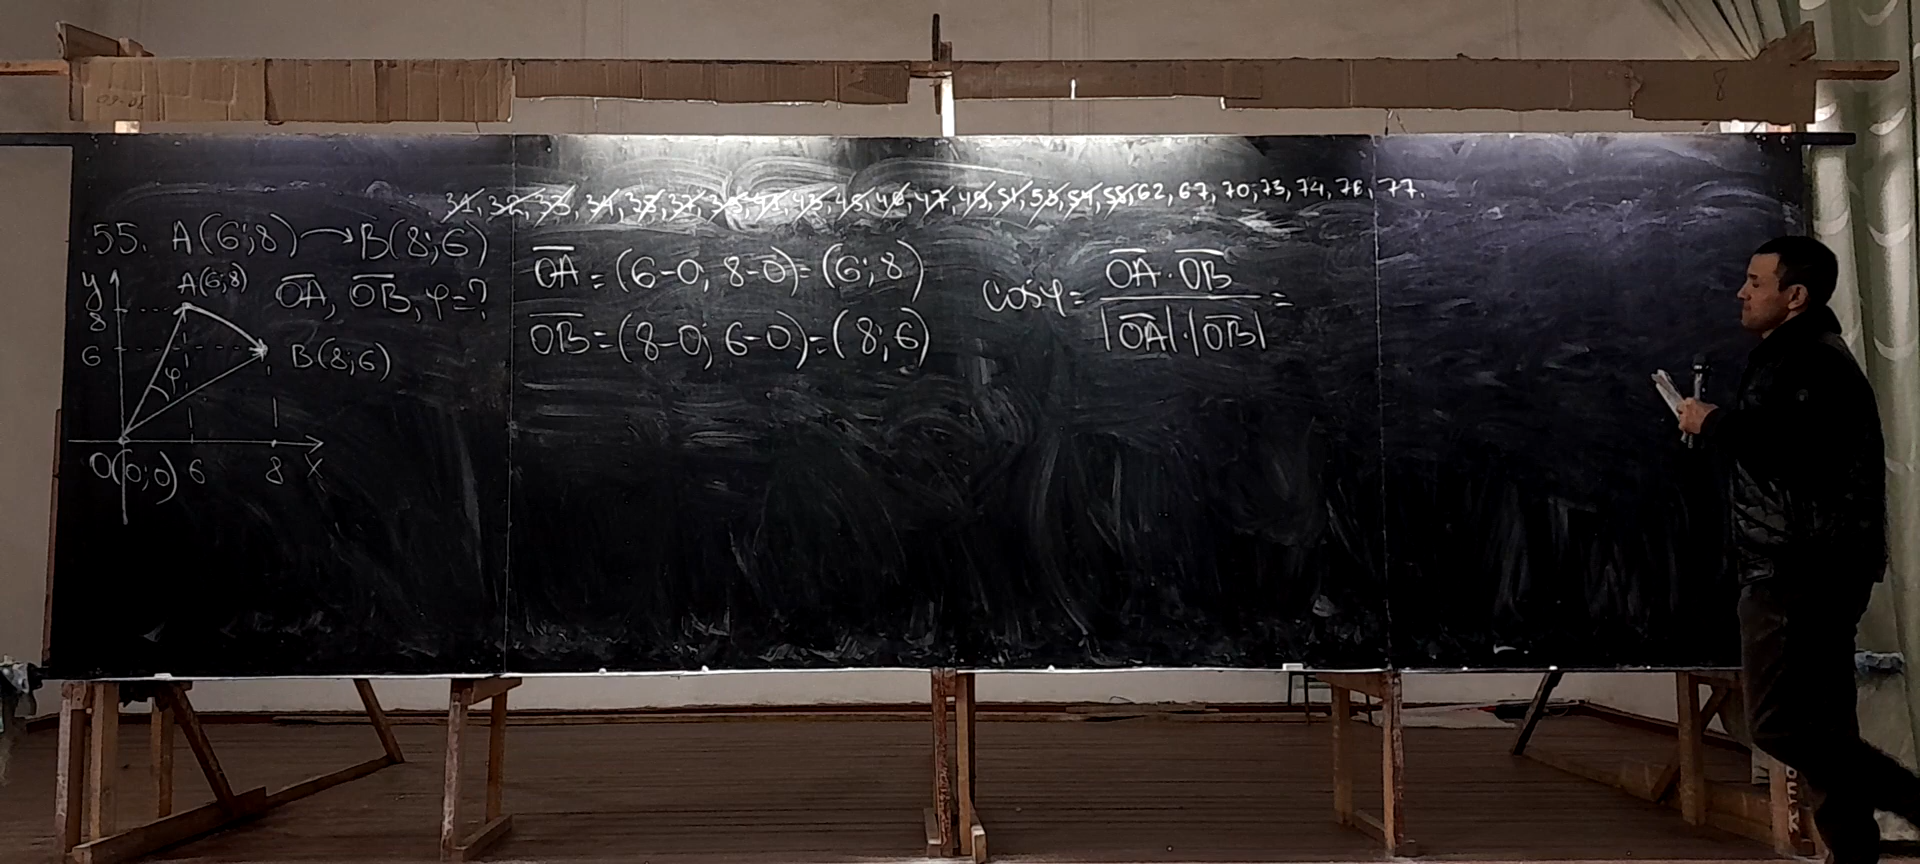 31, 32, 33, 34, 35, 37, 39, 41, 43, 45, 46, 47, 49, 51, 53, 54, 55, 62, 67, 70, 73, 74, 76, 77.
55. A(6;8) → B(8;6)
y
A(6;8)
OA, OB, φ=?
8
6
B(8;6)
φ
O(0;0) 6 8 x
OA = (6-0; 8-0) = (6; 8)
OB = (8-0; 6-0) = (8; 6)
cosφ = OA · OB / |OA| · |OB| =
8